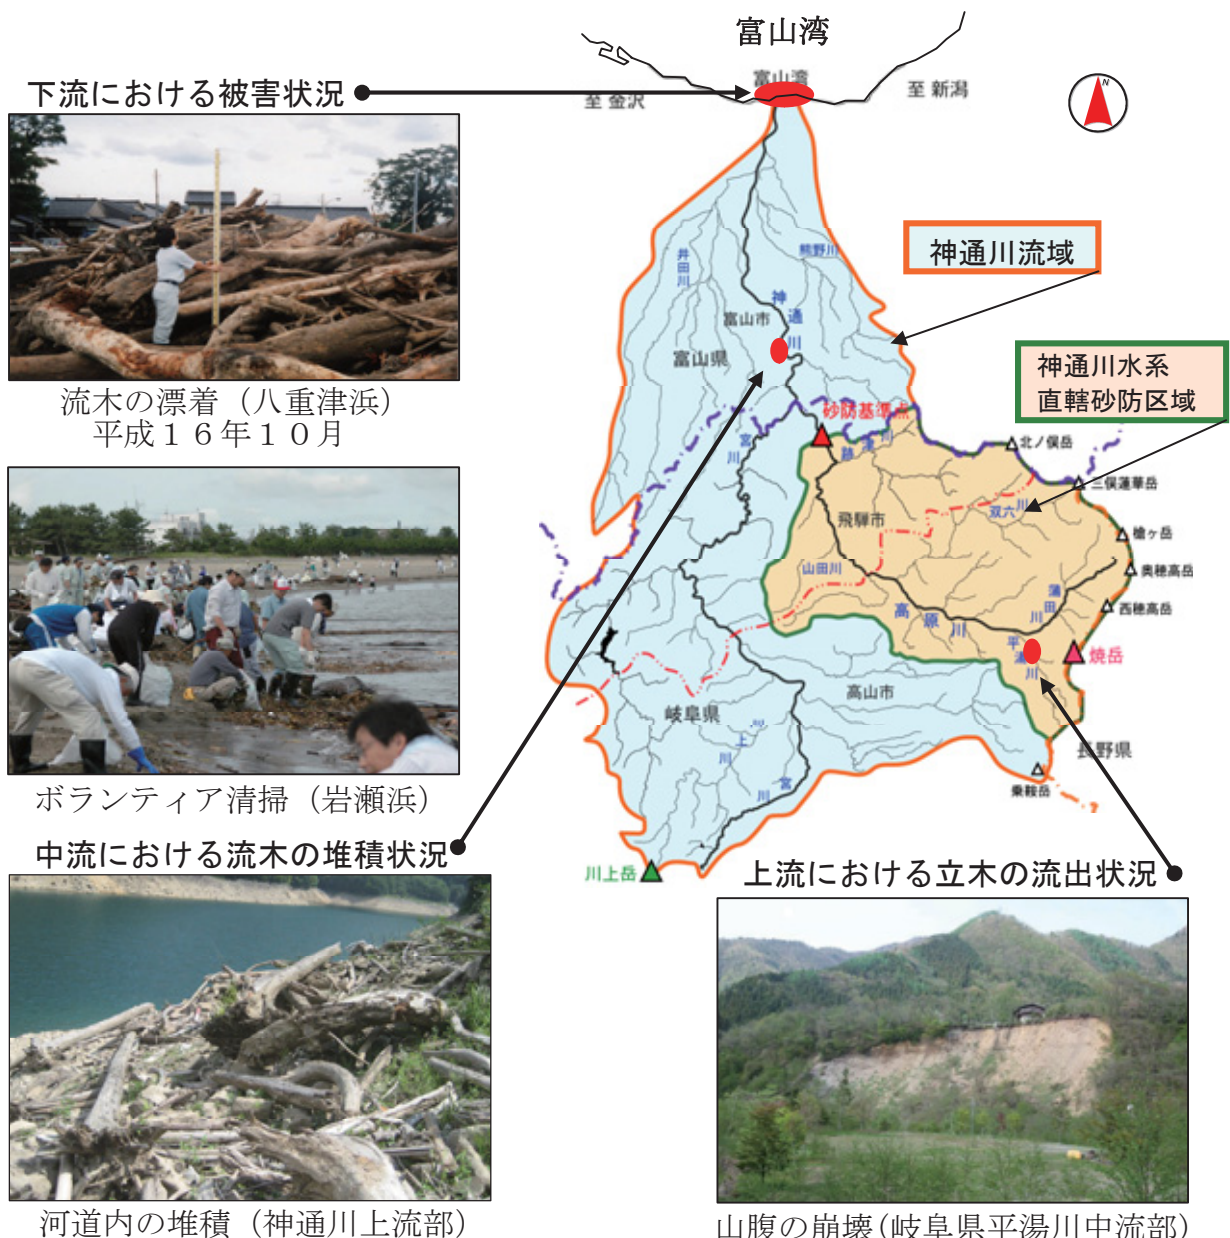 富山湾
富山湾
至 金沢
至 新潟
N
下流における被害状況
流木の漂着（八重津浜）
平成１６年１０月
ボランティア清掃（岩瀬浜）
中流における流木の堆積状況
河道内の堆積（神通川上流部）
上流における立木の流出状況
山腹の崩壊(岐阜県平湯川中流部)
神通川流域
神通川水系
直轄砂防区域
井田川
熊野川
神通川
富山市
富山県
砂防基準点
宮川
跡津川
北ノ俣岳
三俣蓮華岳
双六川
飛騨市
槍ヶ岳
奥穂高岳
山田川
蒲田川
西穂高岳
高原川
平湯川
焼岳
高山市
岐阜県
長野県
川上川
宮川
乗鞍岳
川上岳